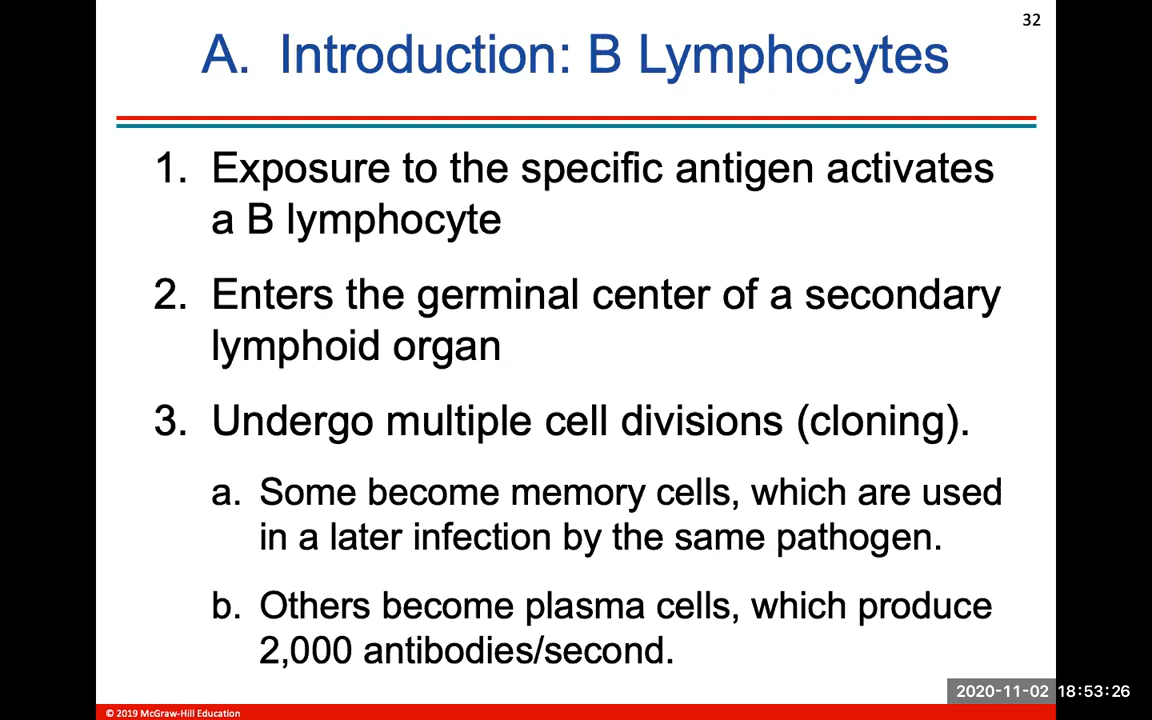 32
A. Introduction: B Lymphocytes
1. Exposure to the specific antigen activates
a B lymphocyte
2. Enters the germinal center of a secondary
lymphoid organ
3. Undergo multiple cell divisions (cloning).
a. Some become memory cells, which are used
in a later infection by the same pathogen.
b. Others become plasma cells, which produce
2,000 antibodies/second.
2020-11-02 18:53:26
© 2019 McGraw-Hill Education